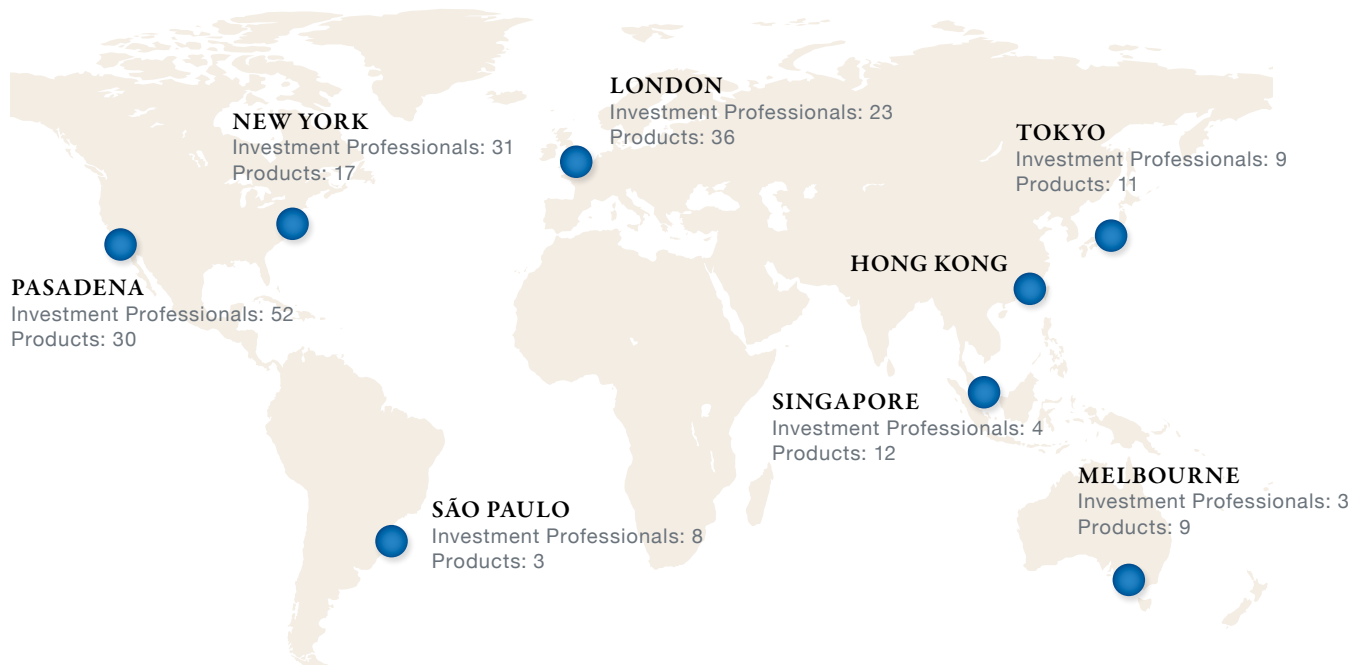 LONDON
Investment Professionals: 23
Products: 36
NEW YORK
Investment Professionals: 31
Products: 17
TOKYO
Investment Professionals: 9
Products: 11
HONG KONG
PASADENA
Investment Professionals: 52
Products: 30
SINGAPORE
Investment Professionals: 4
Products: 12
MELBOURNE
Investment Professionals: 3
Products: 9
SÃO PAULO
Investment Professionals: 8
Products: 3